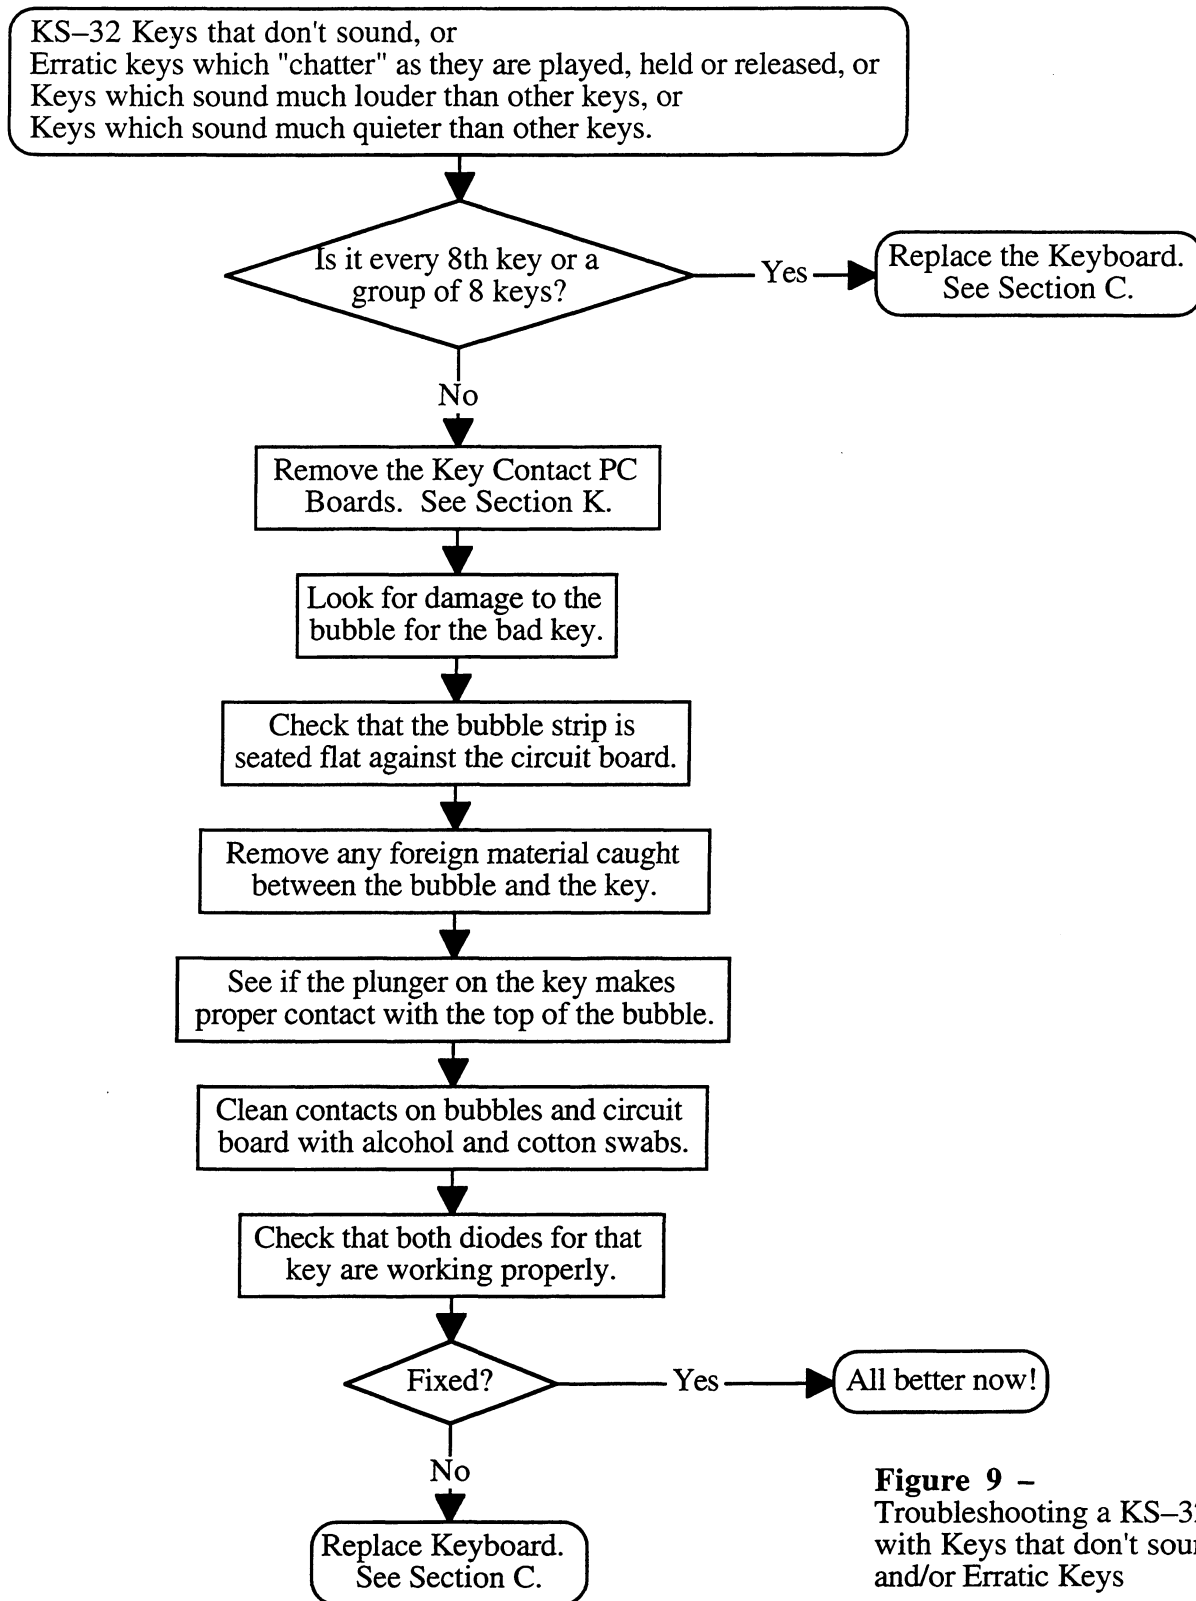 KS–32 Keys that don't sound, or
Erratic keys which "chatter" as they are played, held or released, or
Keys which sound much louder than other keys, or
Keys which sound much quieter than other keys.
Is it every 8th key or a
group of 8 keys?
Yes
Replace the Keyboard.
See Section C.
No
Remove the Key Contact PC
Boards. See Section K.
Look for damage to the
bubble for the bad key.
Check that the bubble strip is
seated flat against the circuit board.
Remove any foreign material caught
between the bubble and the key.
See if the plunger on the key makes
proper contact with the top of the bubble.
Clean contacts on bubbles and circuit
board with alcohol and cotton swabs.
Check that both diodes for that
key are working properly.
Fixed?
Yes
All better now!
No
Replace Keyboard.
See Section C.
Figure 9 –
Troubleshooting a
with Keys that don't
and/or Erratic Keys